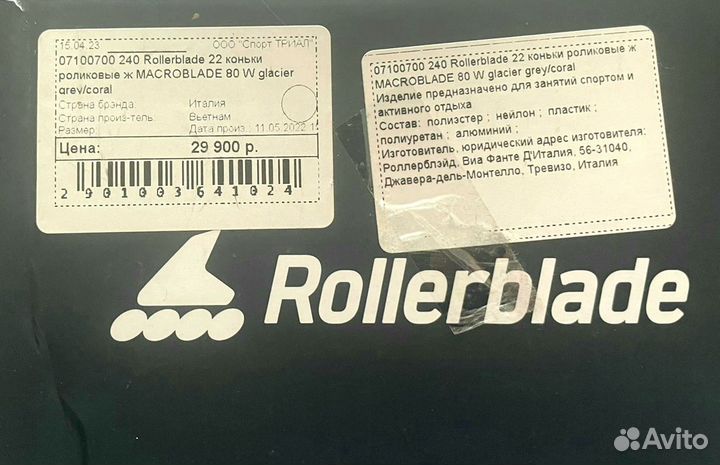 15.04.23 ООО "Спорт ТРИАЛ"
07100700 240 Rollerblade 22 коньки
роликовые ж MACROBLADE 80 W glacier
grey/coral
Страна брэнда: Италия
Страна произ-тель: Вьетнам
Размер: Дата произ.: 11.05.2022 1
Цена: 29 900 р.
2 901003 641024
07100700 240 Rollerblade 22 коньки роликовые ж
MACROBLADE 80 W glacier grey/coral
Изделие предназначено для занятий спортом и
активного отдыха
Состав: полиэстер ; нейлон ; пластик ;
полиуретан ; алюминий ;
Изготовитель, юридический адрес изготовителя:
Роллерблэйд, Виа Фанте Д'Италия, 56-31040,
Джавера-дель-Монтелло, Тревизо, Италия
Rollerblade
Avito